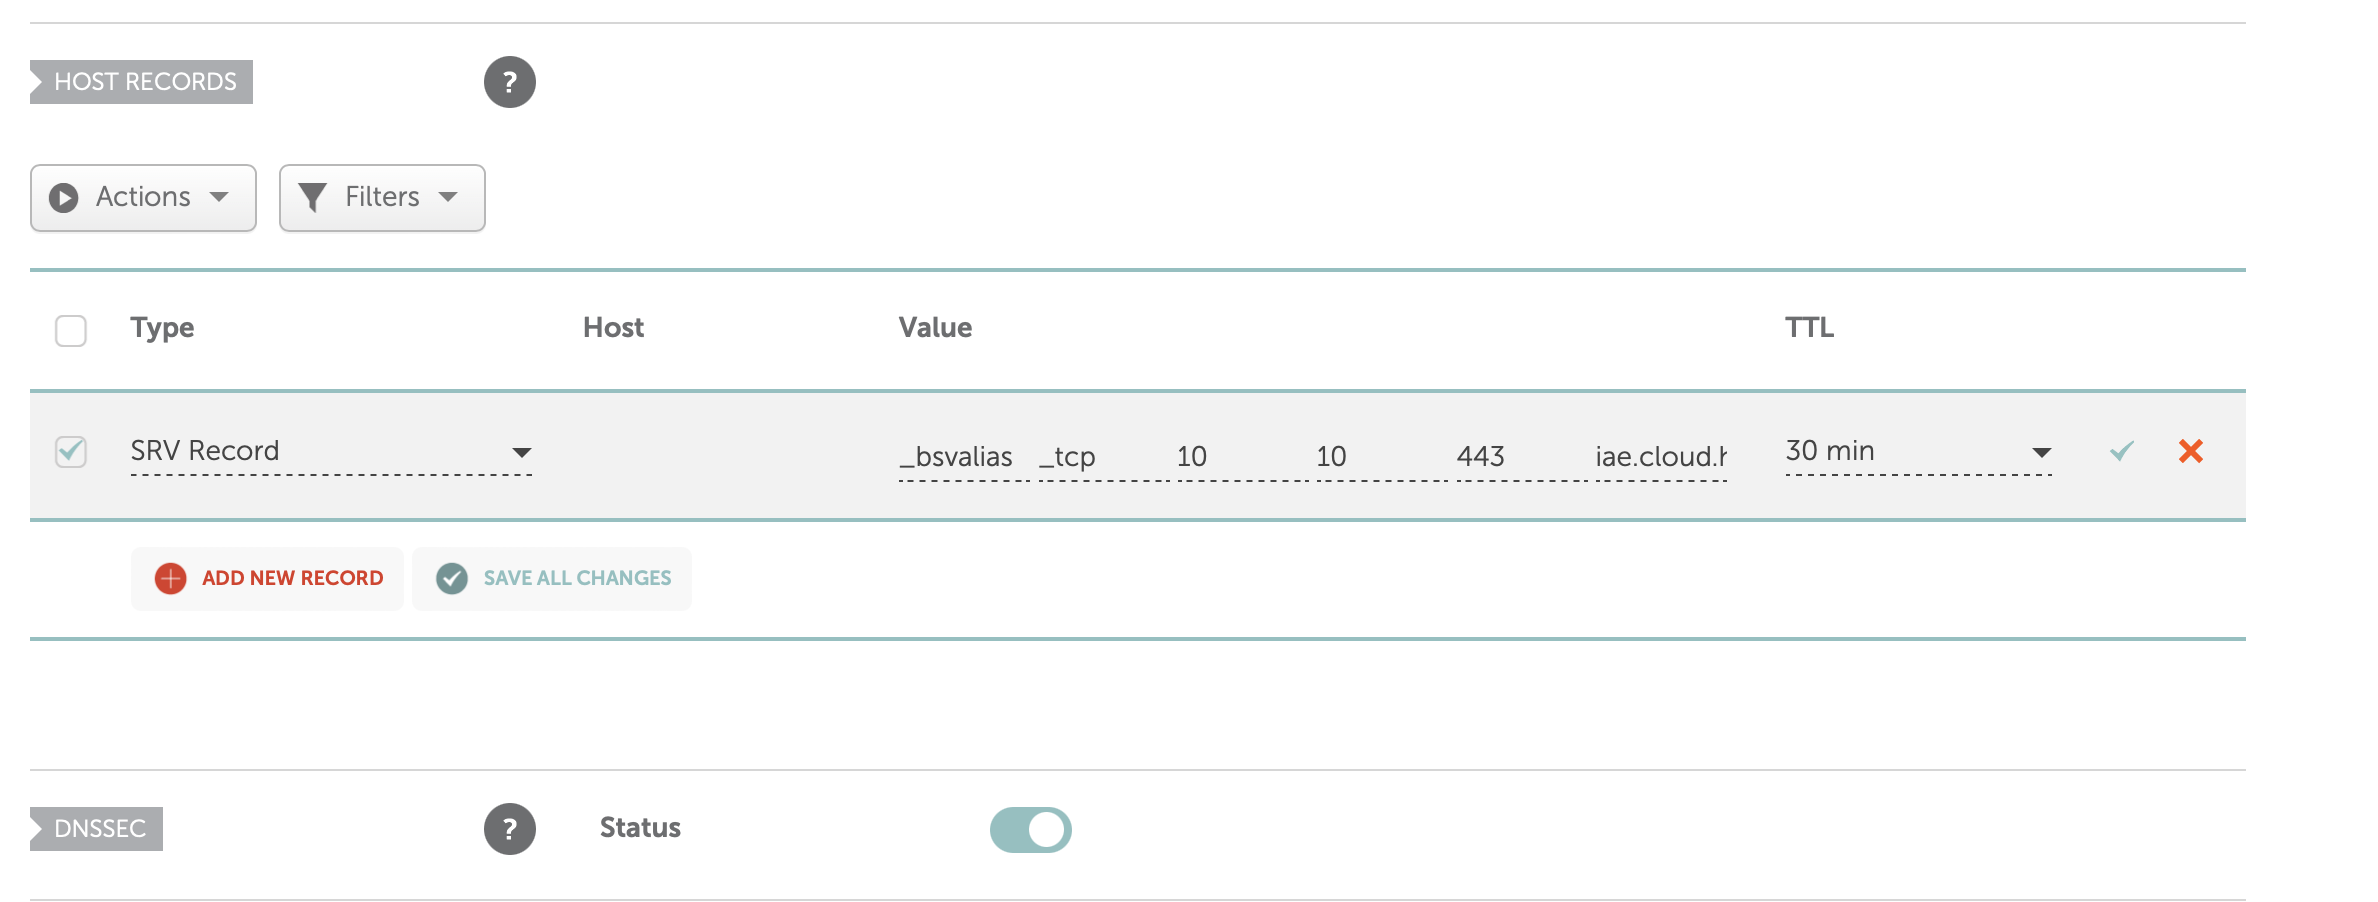 HOST RECORDS
?
Actions
Filters
Type Host Value TTL
SRV Record _bsvalias _tcp 10 10 443 iae.cloud. 30 min
ADD NEW RECORD SAVE ALL CHANGES
DNSSEC
?
Status